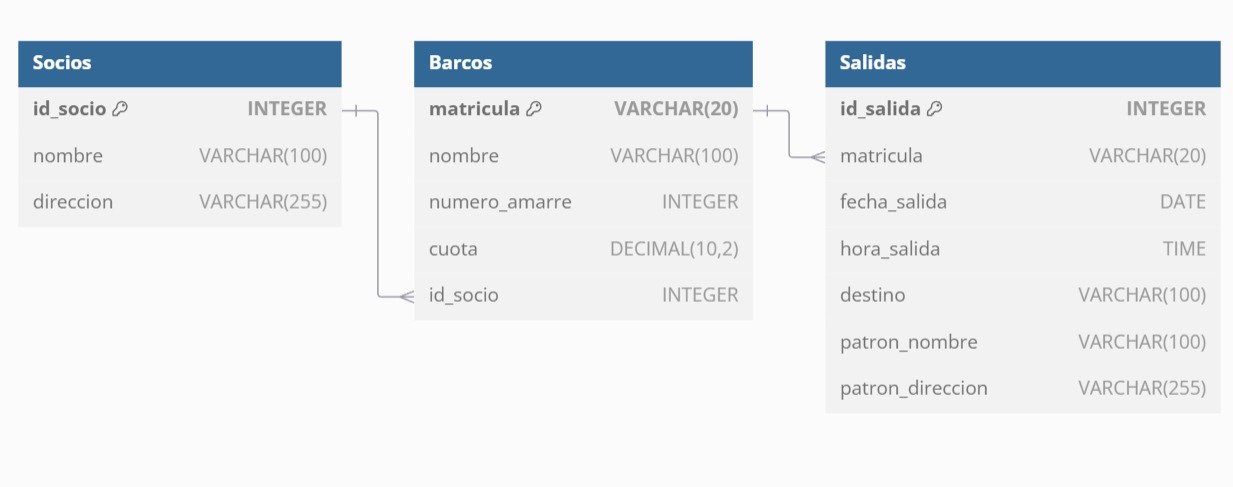 Socios
id_socio INTEGER
nombre VARCHAR(100)
direccion VARCHAR(255)
Barcos
matricula VARCHAR(20)
nombre VARCHAR(100)
numero_amarre INTEGER
cuota DECIMAL(10,2)
id_socio INTEGER
Salidas
id_salida INTEGER
matricula VARCHAR(20)
fecha_salida DATE
hora_salida TIME
destino VARCHAR(100)
patron_nombre VARCHAR(100)
patron_direccion VARCHAR(255)